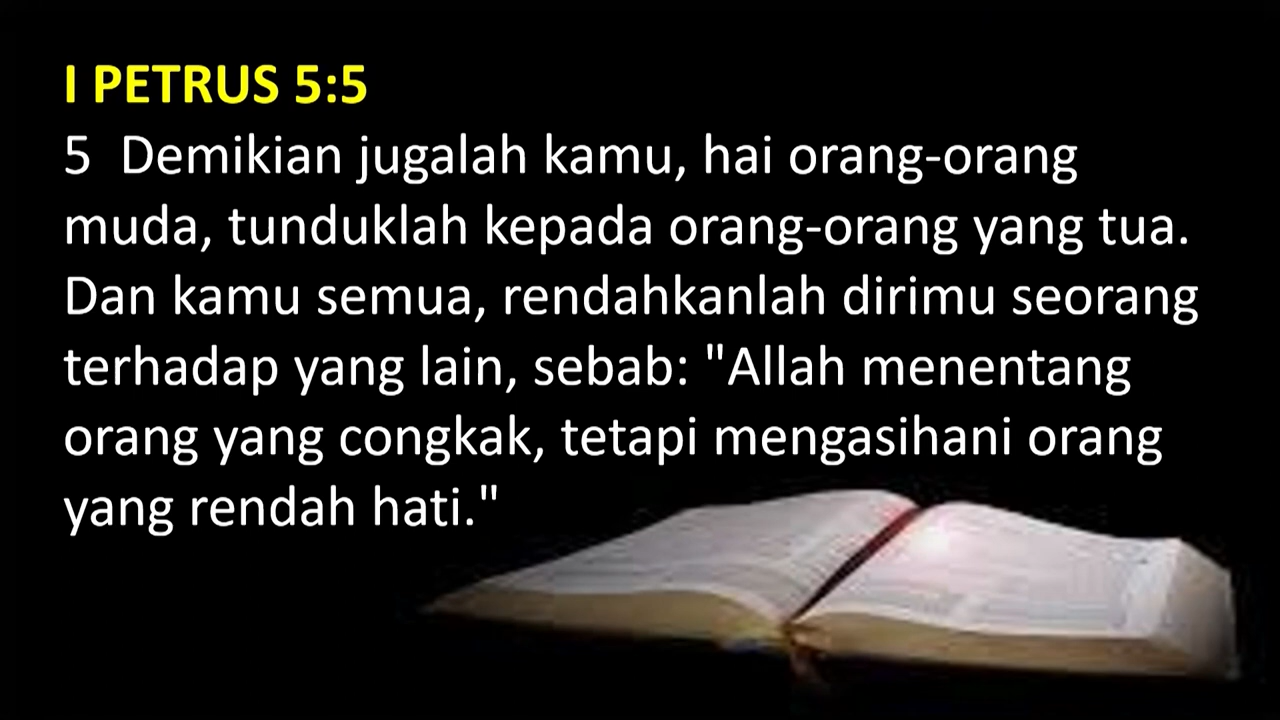 I PETRUS 5:5
5 Demikian jugalah kamu, hai orang-orang
muda, tunduklah kepada orang-orang yang tua.
Dan kamu semua, rendahkanlah dirimu seorang
terhadap yang lain, sebab: "Allah menentang
orang yang congkak, tetapi mengasihani orang
yang rendah hati."